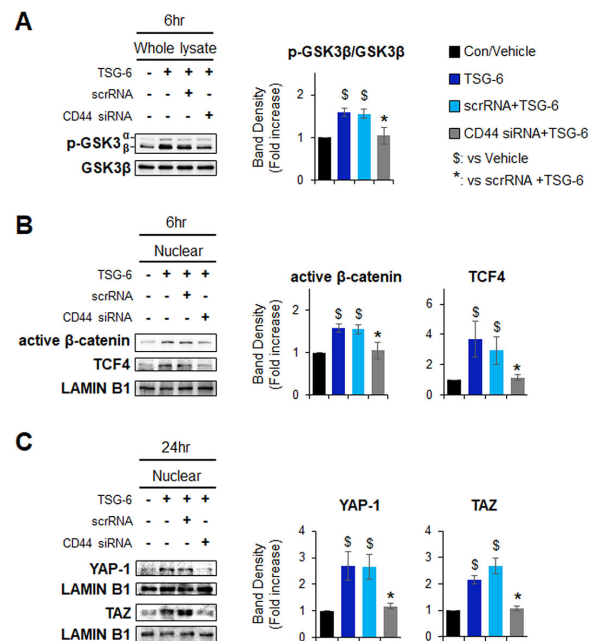 A
6hr
Whole lysate
TSG-6 - + + +
scrRNA + 
CD44 siRNA +
p-GSK3 α β
GSK3β
p-GSK3β/GSK3β
Band Density
(Fold increase)
2
1
0
$ $ *
Con/Vehicle
TSG-6
scrRNA+TSG-6
CD44 siRNA+TSG-6
$: vs Vehicle
*: vs scrRNA +TSG-6
B
6hr
Nuclear
TSG-6 - + + +
scrRNA +
CD44 siRNA +
active β-catenin
TCF4
LAMIN B1
active β-catenin
Band Density
(Fold increase)
2
1
0
$ $ *
TCF4
6
4
2
0
$ $ *
C
24hr
Nuclear
TSG-6 - + + +
scrRNA +
CD44 siRNA +
YAP-1
LAMIN B1
TAZ
LAMIN B1
YAP-1
Band Density
(Fold increase)
4
3
2
1
0
$ $ *
TAZ
4
3
2
1
0
$ $ *